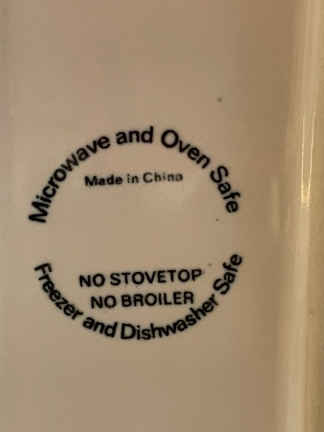 Microwave and Oven Safe
Made in China
NO STOVETOP
NO BROILER
Freezer and Dishwasher Safe